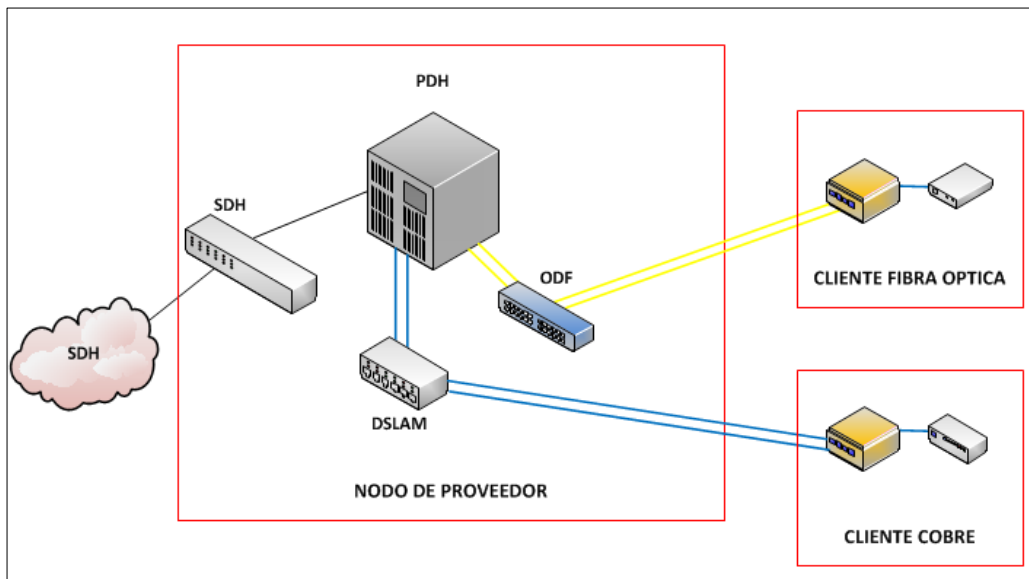 PDH
SDH
ODF
CLIENTE FIBRA OPTICA
SDH
DSLAM
NODO DE PROVEEDOR
CLIENTE COBRE